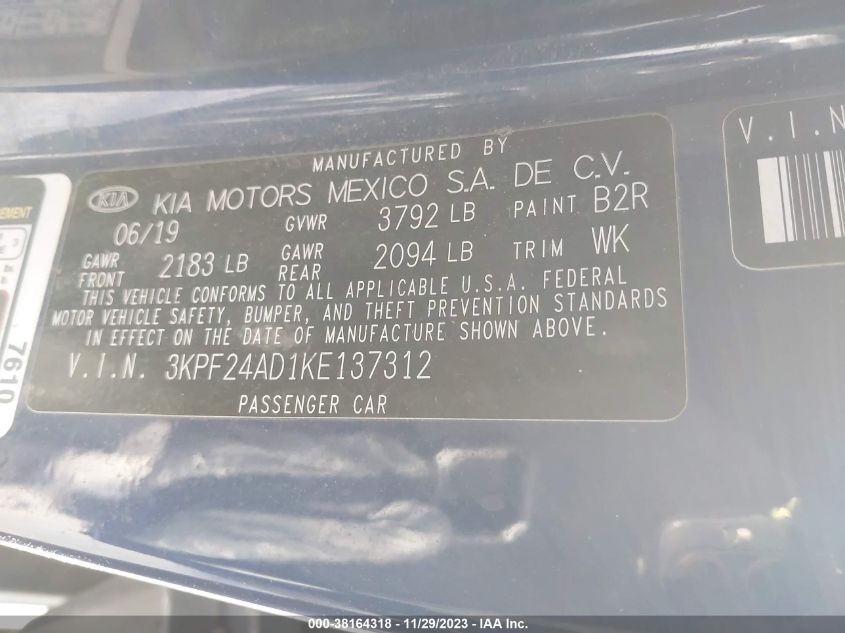 MANUFACTURED BY
KIA KIA MOTORS MEXICO S.A. DE C.V.
06/19 GVWR 3792 LB PAINT B2R
GAWR FRONT 2183 LB GAWR REAR 2094 LB TRIM WK
THIS VEHICLE CONFORMS TO ALL APPLICABLE U.S.A. FEDERAL
MOTOR VEHICLE SAFETY, BUMPER, AND THEFT PREVENTION STANDARDS
IN EFFECT ON THE DATE OF MANUFACTURE SHOWN ABOVE.
V.I.N. 3KPF24AD1KE137312
PASSENGER CAR
V.I.N
7610
000-38164318 - 11/29/2023 - © IAA Inc.